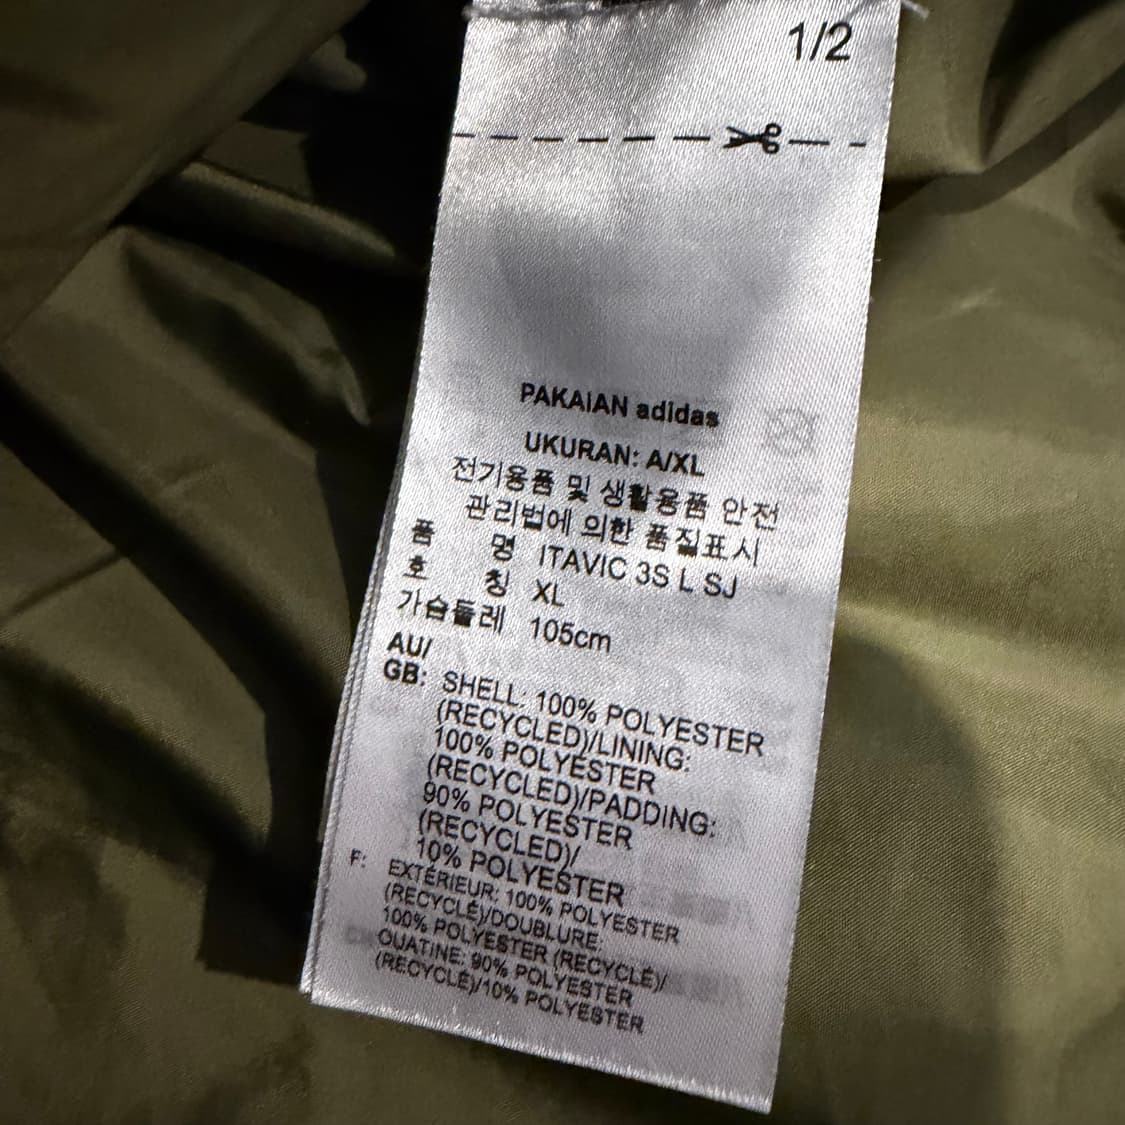 1/2
PAKAIAN adidas
UKURAN: A/XL
전기용품 및 생활용품 안전
관리법에 의한 품질표시
품 명 ITAVIC 3S L SJ
호 칭 XL
가슴둘레 105cm
AU/
GB: SHELL: 100% POLYESTER
(RECYCLED)/LINING:
100% POLYESTER
(RECYCLED)/PADDING:
90% POLYESTER
(RECYCLED)/
10% POLYESTER
F: EXTÉRIEUR: 100% POLYESTER
(RECYCLÉ)/DOUBLURE:
100% POLYESTER (RECYCLÉ)/
OUATINE: 90% POLYESTER
(RECYCLÉ)/10% POLYESTER